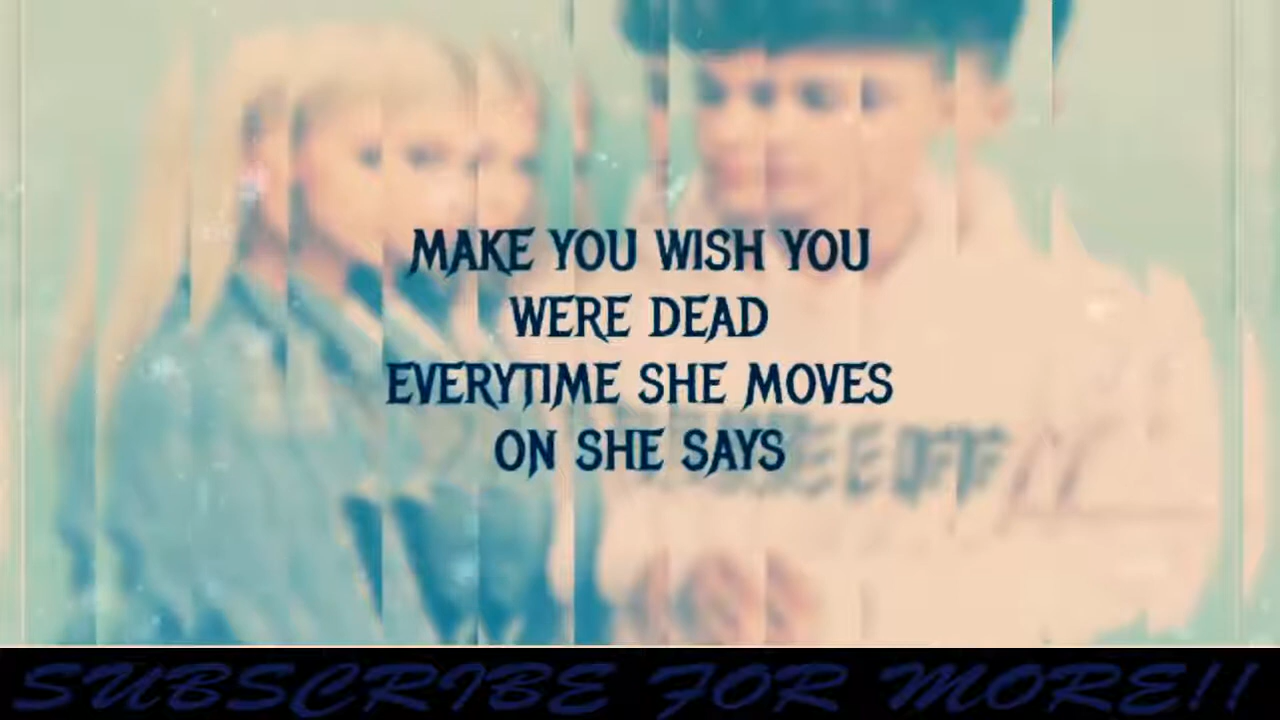 MAKE YOU WISH YOU
WERE DEAD
EVERYTIME SHE MOVES
ON SHE SAYS
SUBSCRIBE FOR MORE!!